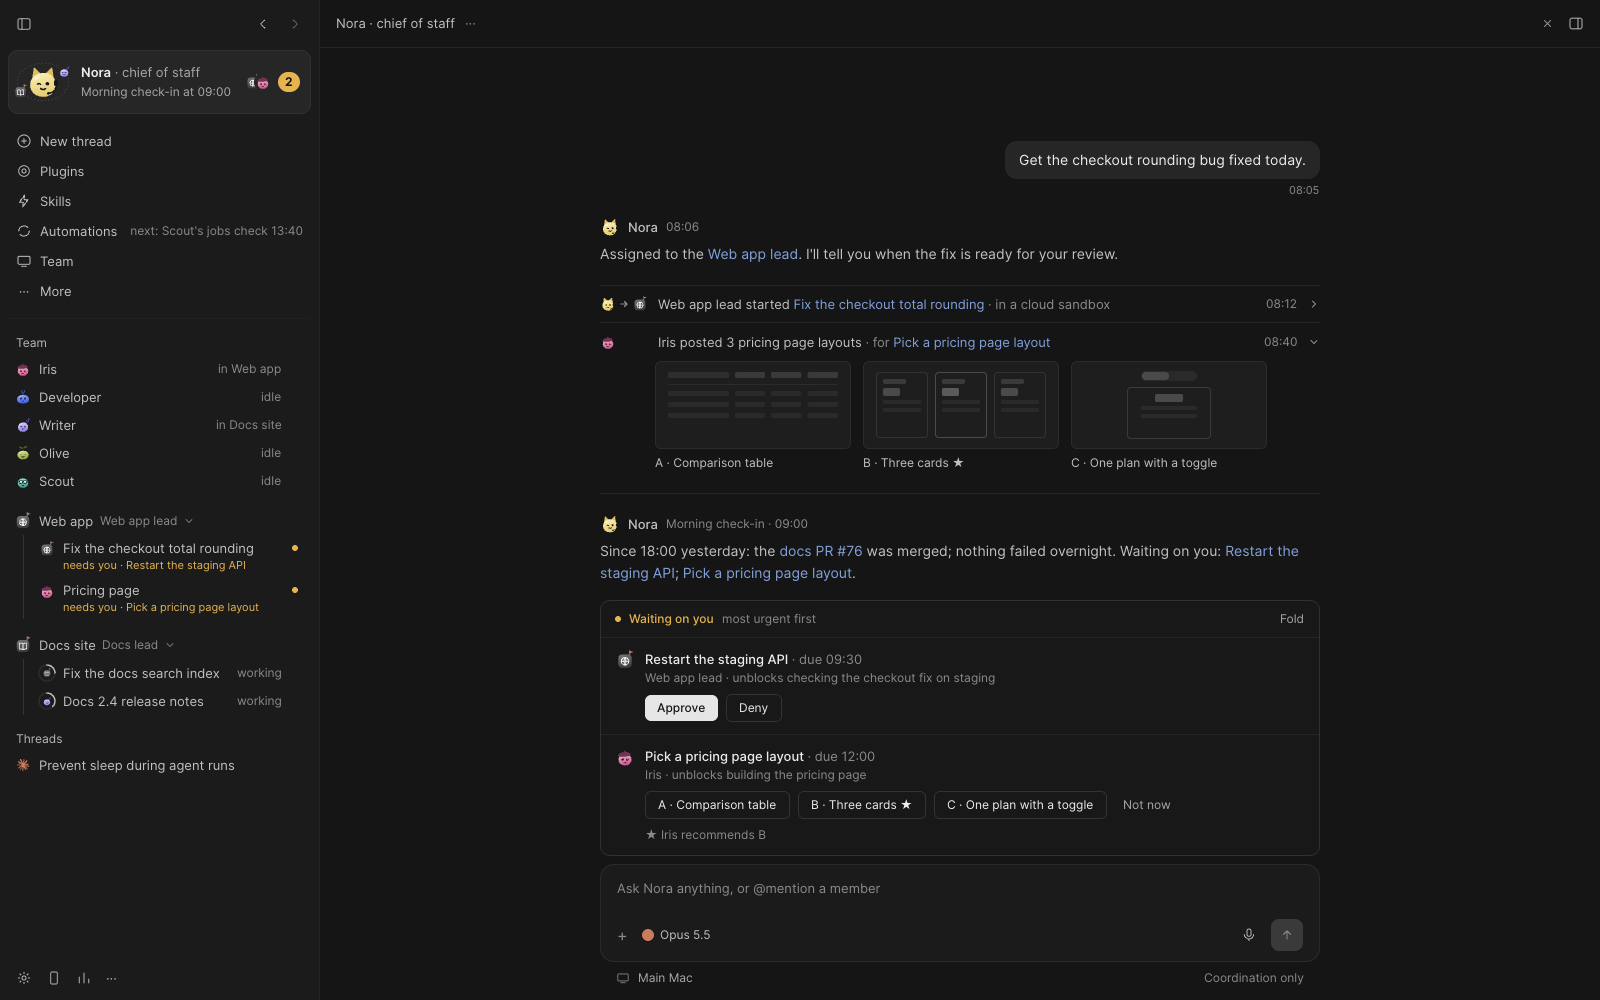 Nora · chief of staff
Morning check-in at 09:00
2
New thread
Plugins
Skills
Automations next: Scout's jobs check 13:40
Team
More
Team
Iris in Web app
Developer idle
Writer in Docs site
Olive idle
Scout idle
Web app Web app lead
Fix the checkout total rounding
needs you · Restart the staging API
Pricing page
needs you · Pick a pricing page layout
Docs site Docs lead
Fix the docs search index working
Docs 2.4 release notes working
Threads
Prevent sleep during agent runs
Nora · chief of staff
Get the checkout rounding bug fixed today.
08:05
Nora 08:06
Assigned to the Web app lead. I'll tell you when the fix is ready for your review.
Web app lead started Fix the checkout total rounding · in a cloud sandbox 08:12
Iris posted 3 pricing page layouts · for Pick a pricing page layout 08:40
A · Comparison table
B · Three cards ★
C · One plan with a toggle
Nora Morning check-in · 09:00
Since 18:00 yesterday: the docs PR #76 was merged; nothing failed overnight. Waiting on you: Restart the
staging API; Pick a pricing page layout.
Waiting on you most urgent first Fold
Restart the staging API · due 09:30
Web app lead · unblocks checking the checkout fix on staging
Approve Deny
Pick a pricing page layout · due 12:00
Iris · unblocks building the pricing page
A · Comparison table B · Three cards ★ C · One plan with a toggle Not now
★ Iris recommends B
Ask Nora anything, or @mention a member
Opus 5.5
Main Mac Coordination only